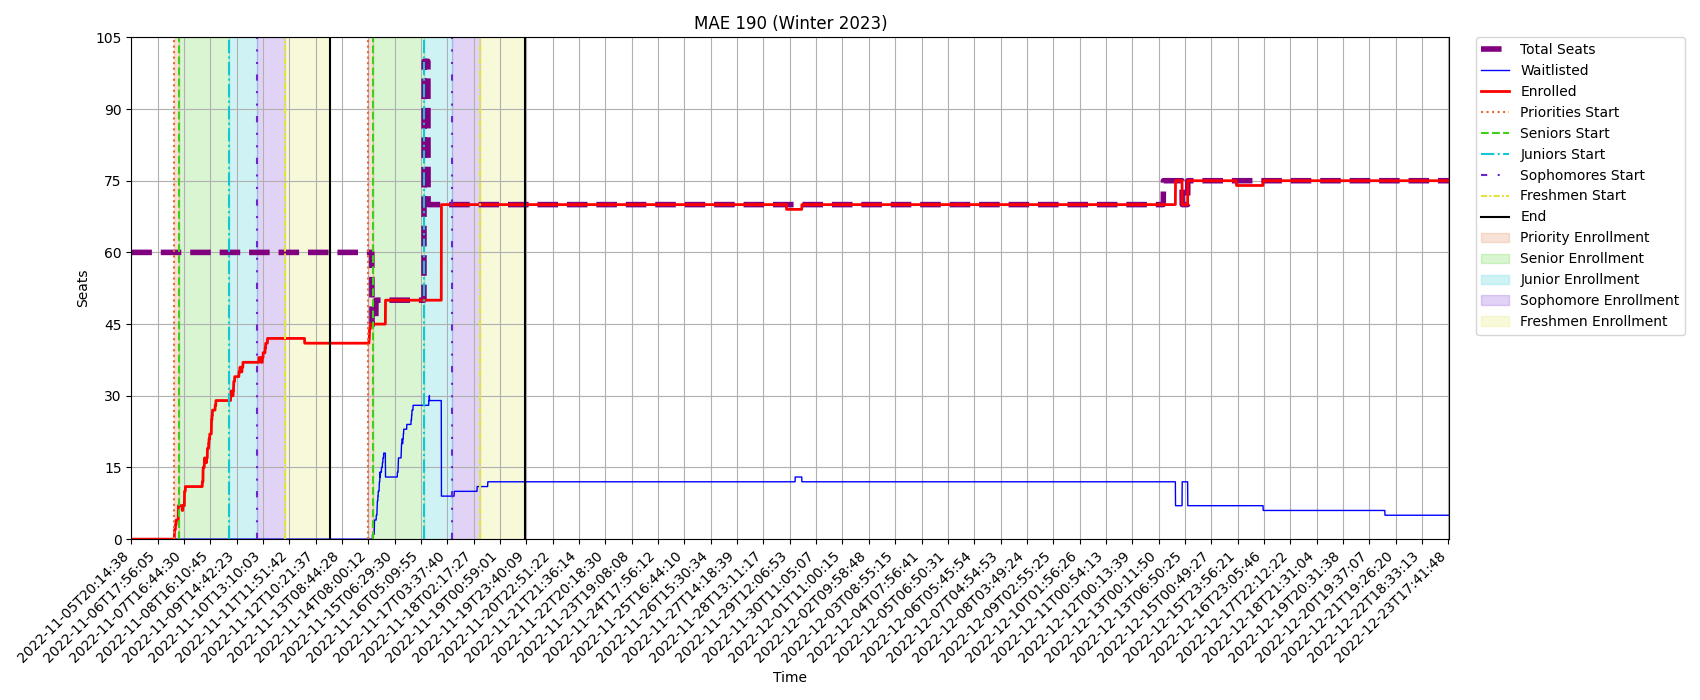 MAE 190 (Winter 2023)
105
90
75
60
45
30
15
0
Seats
2022-11-05T20:14:38
2022-11-06T17:56:05
2022-11-07T16:44:30
2022-11-08T16:10:45
2022-11-09T14:42:23
2022-11-10T13:10:03
2022-11-11T11:51:42
2022-11-12T10:21:37
2022-11-13T08:44:28
2022-11-14T08:00:12
2022-11-15T06:29:30
2022-11-16T05:09:55
2022-11-17T03:37:40
2022-11-18T02:17:27
2022-11-19T00:59:01
2022-11-19T23:40:09
2022-11-20T22:51:22
2022-11-21T21:36:14
2022-11-22T20:18:30
2022-11-23T19:08:08
2022-11-24T17:56:12
2022-11-25T16:44:10
2022-11-26T15:30:34
2022-11-27T14:18:39
2022-11-28T13:11:17
2022-11-29T12:06:53
2022-11-30T11:05:07
2022-12-01T11:00:15
2022-12-02T09:58:48
2022-12-03T08:55:15
2022-12-04T07:56:41
2022-12-05T06:50:31
2022-12-06T05:45:54
2022-12-07T04:54:53
2022-12-08T03:49:24
2022-12-09T02:55:25
2022-12-10T01:56:26
2022-12-11T00:54:13
2022-12-12T00:13:39
2022-12-13T00:11:50
2022-12-13T06:50:25
2022-12-15T00:49:27
2022-12-15T23:56:21
2022-12-16T23:05:46
2022-12-17T22:12:22
2022-12-18T21:31:04
2022-12-19T20:31:38
2022-12-20T19:37:07
2022-12-21T19:26:20
2022-12-22T18:33:13
2022-12-23T17:41:48
Time
Total Seats
Waitlisted
Enrolled
Priorities Start
Seniors Start
Juniors Start
Sophomores Start
Freshmen Start
End
Priority Enrollment
Senior Enrollment
Junior Enrollment
Sophomore Enrollment
Freshmen Enrollment